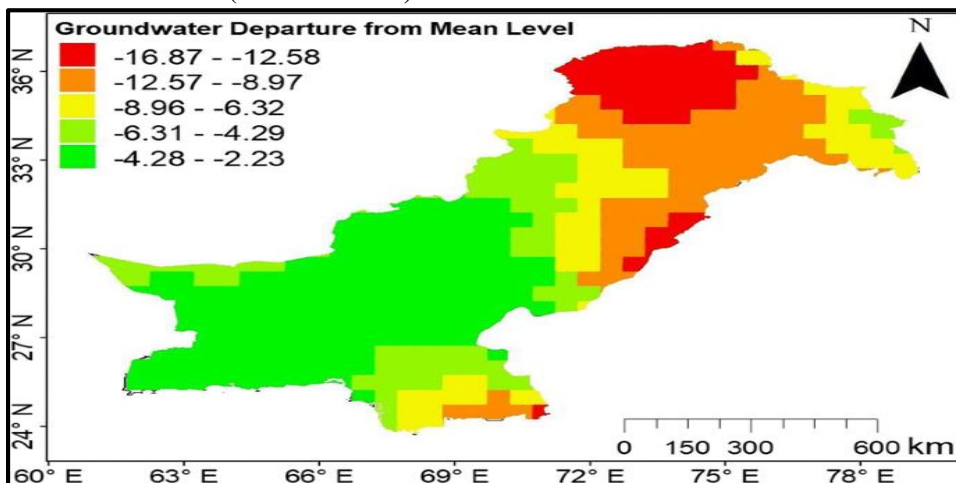 Groundwater Departure from Mean Level
-16.87 - -12.58
-12.57 - -8.97
-8.96 - -6.32
-6.31 - -4.29
-4.28 - -2.23
N
36° N
33° N
30° N
27° N
24° N
0 150 300 600 km
60° E 63° E 66° E 69° E 72° E 75° E 78° E